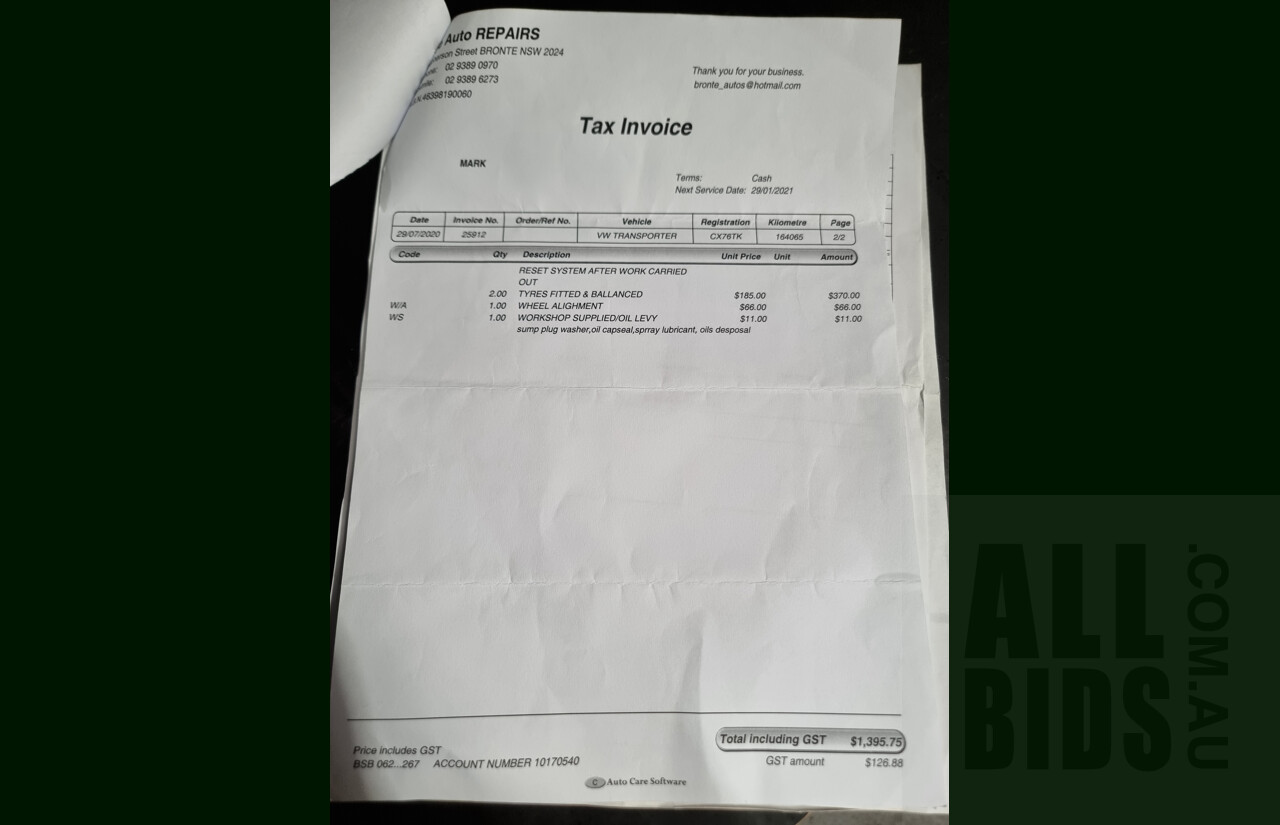 Auto REPAIRS
Street BRONTE NSW 2024
02 9389 0970
02 9389 6273
48398190060
Thank you for your business.
bronte_autos@hotmail.com
Tax Invoice
MARK
Terms: Cash
Next Service Date: 29/01/2021
Date Invoice No. Order/Ref No. Vehicle Registration Kilometre Page
29/07/2020 25912 VW TRANSPORTER CX76TK 164065 2/2
Code Qty Description Unit Price Unit Amount
RESET SYSTEM AFTER WORK CARRIED
OUT
2.00 TYRES FITTED & BALLANCED $185.00 $370.00
W/A 1.00 WHEEL ALIGHMENT $66.00 $66.00
WS 1.00 WORKSHOP SUPPLIED/OIL LEVY $11.00 $11.00
sump plug washer,oil capseal,sprray lubricant, oils desposal
Total including GST $1,395.75
Price includes GST
GST amount $126.88
BSB 062...267 ACCOUNT NUMBER 10170540
C Auto Care Software
ALL
BIDS
.COM.AU